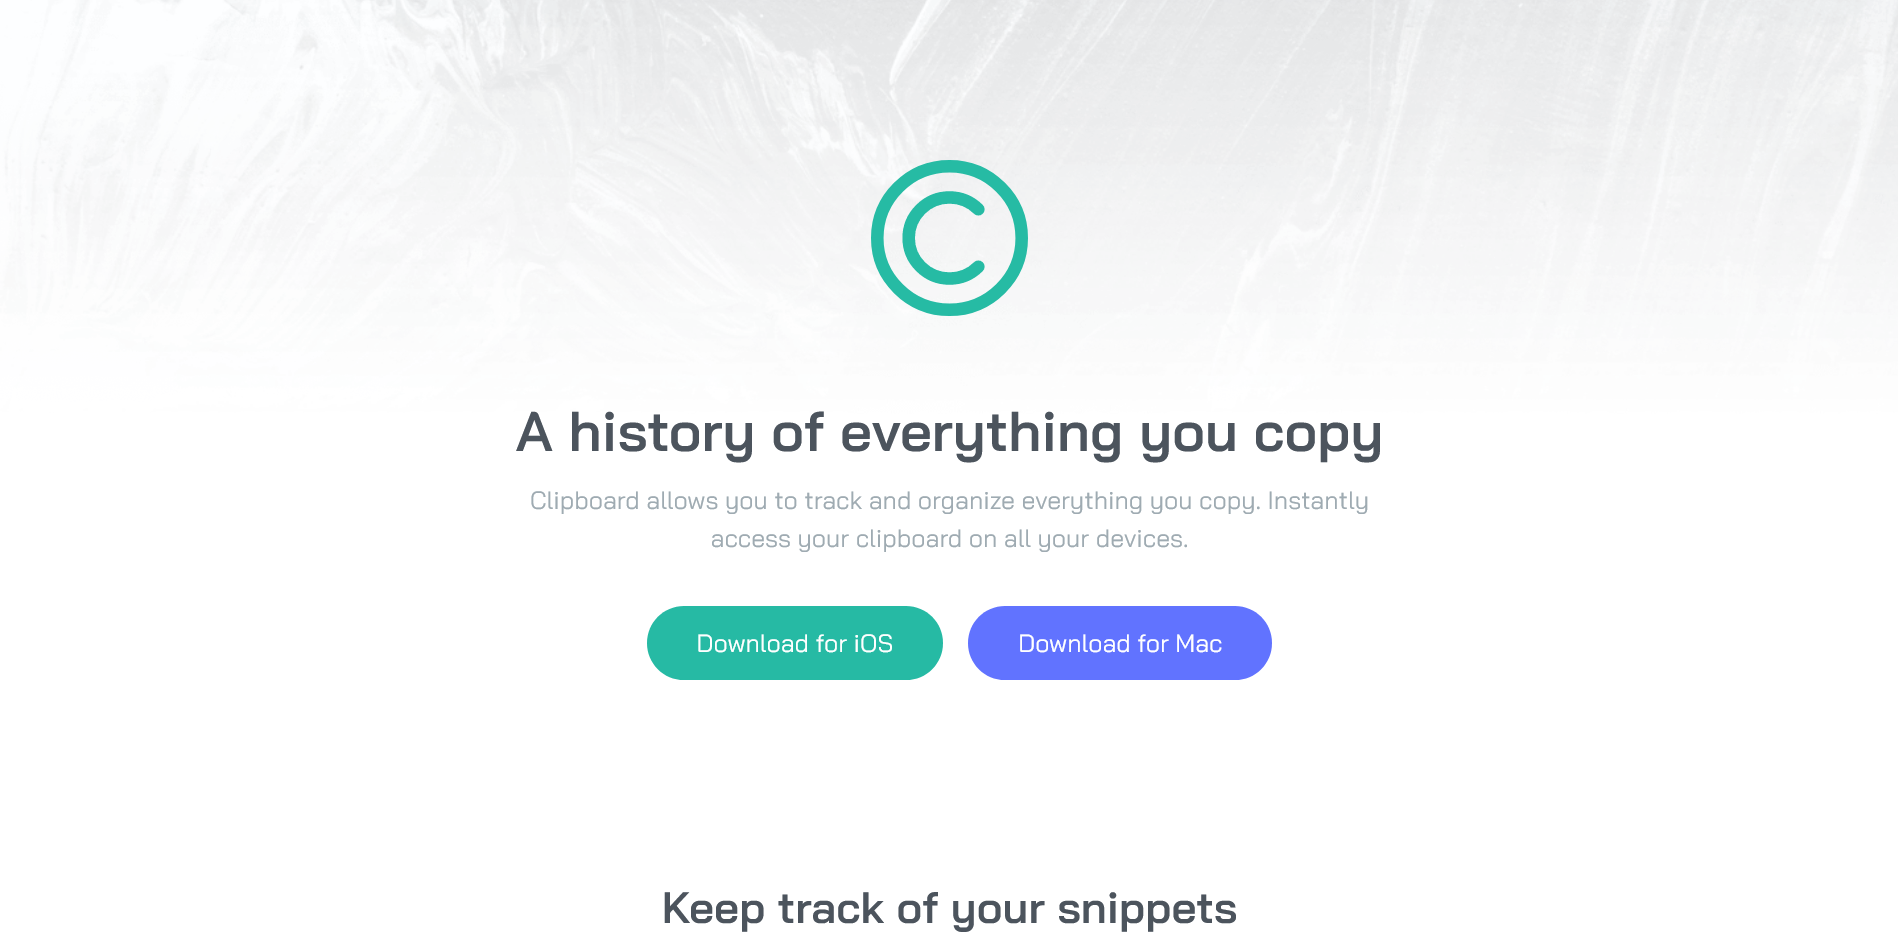 A history of everything you copy
Clipboard allows you to track and organize everything you copy. Instantly
access your clipboard on all your devices.
Download for iOS
Download for Mac
Keep track of your snippets